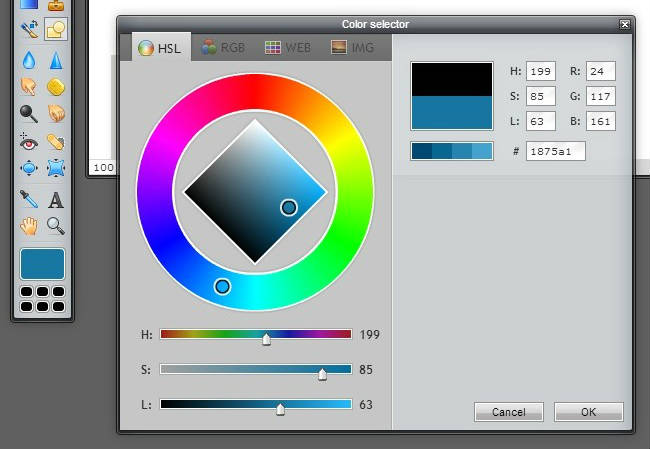 Color selector
HSL RGB WEB IMG
H: 199 R: 24
S: 85 G: 117
L: 63 B: 161
# 1875a1
100
A
H: 199
S: 85
L: 63
Cancel OK